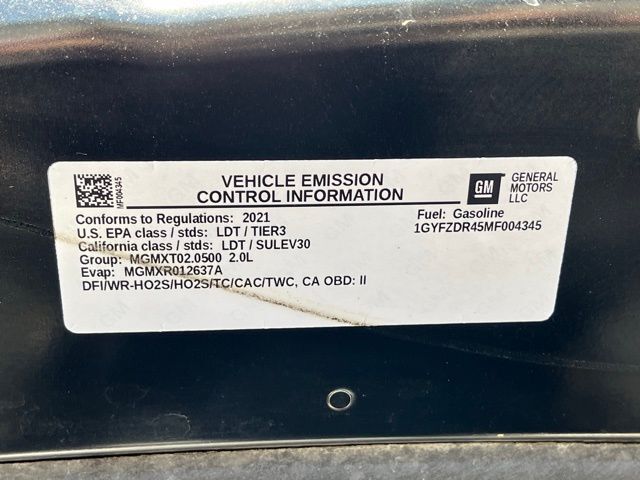 MF004345
VEHICLE EMISSION
CONTROL INFORMATION
GM
GENERAL
MOTORS
LLC
Conforms to Regulations: 2021
U.S. EPA class / stds: LDT / TIER3
California class / stds: LDT / SULEV30
Group: MGMXT02.0500 2.0L
Evap: MGMXR012637A
DFI/WR-HO2S/HO2S/TC/CAC/TWC, CA OBD: II
Fuel: Gasoline
1GYFZDR45MF004345